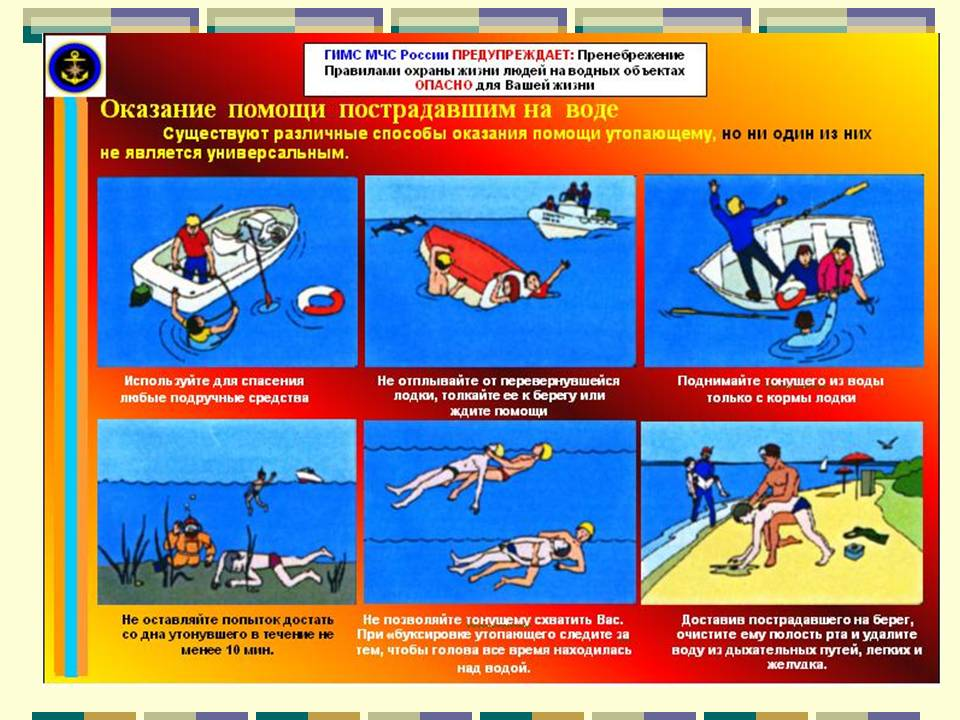 ГИМС МЧС России ПРЕДУПРЕЖДАЕТ: Пренебрежение
Правилами охраны жизни людей на водных объектах
ОПАСНО для Вашей жизни
Оказание помощи пострадавшим на воде
Существуют различные способы оказания помощи утопающему, но ни один из них
не является универсальным.
Используйте для спасения
любые подручные средства
Не отплывайте от перевернувшейся
лодки, толкайте ее к берегу или
ждите помощи
Поднимайте тонущего из воды
только с кормы лодки
Не оставляйте попыток достать
со дна утонувшего в течение не
менее 10 мин.
Не позволяйте тонущему схватить Вас.
При «буксировке утопающего следите за
тем, чтобы голова все время находилась
над водой.
Доставив пострадавшего на берег,
очистите ему полость рта и удалите
воду из дыхательных путей, легких и
желудка.